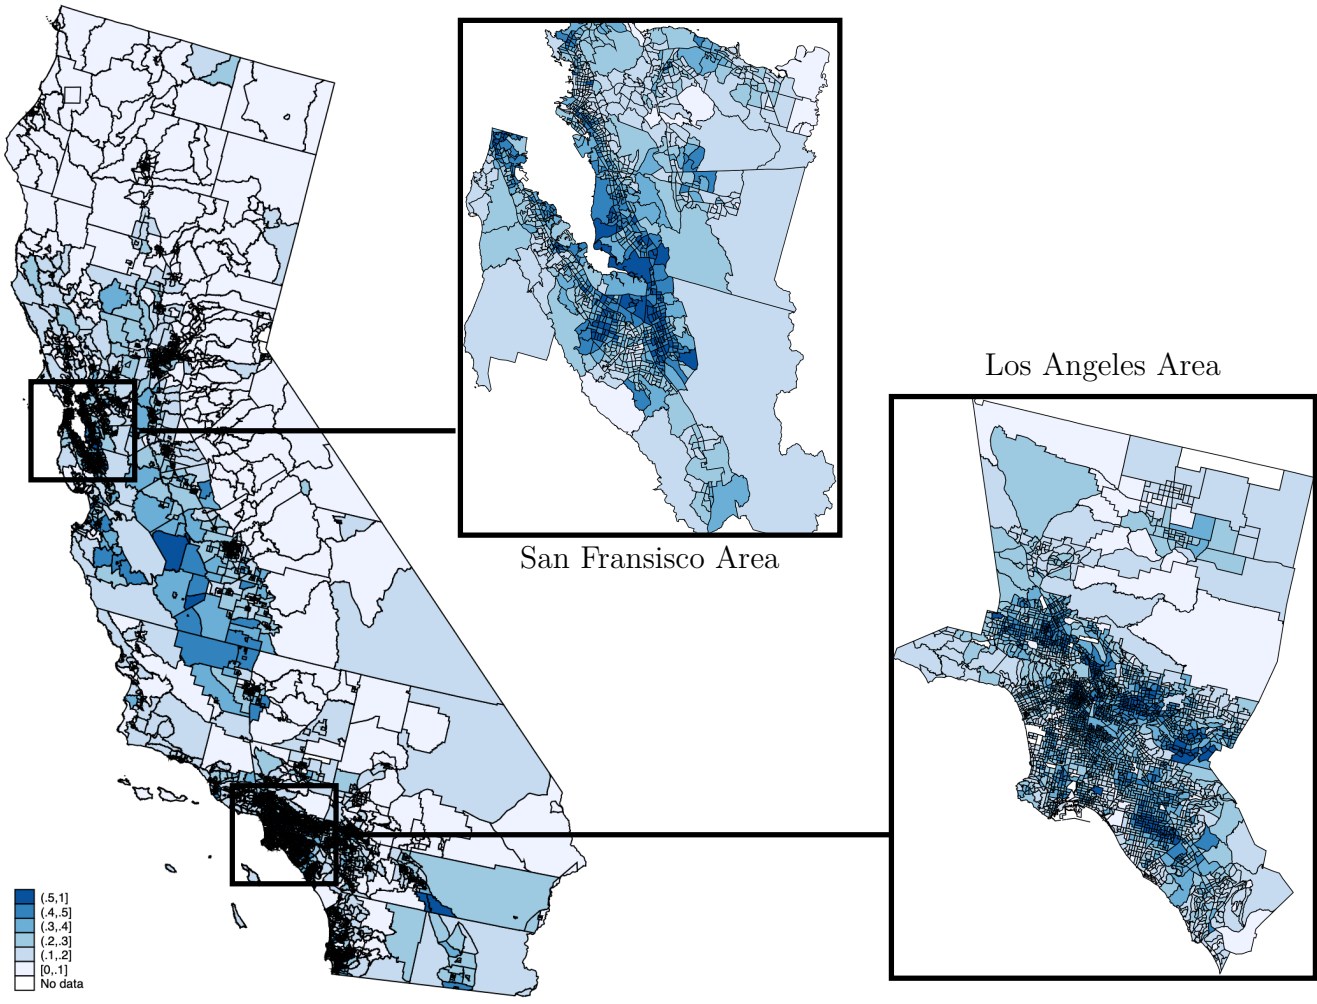 San Fransisco Area
Los Angeles Area
(.5,1]
(.4,.5]
(.3,.4]
(.2,.3]
(.1,.2]
[0,.1]
No data